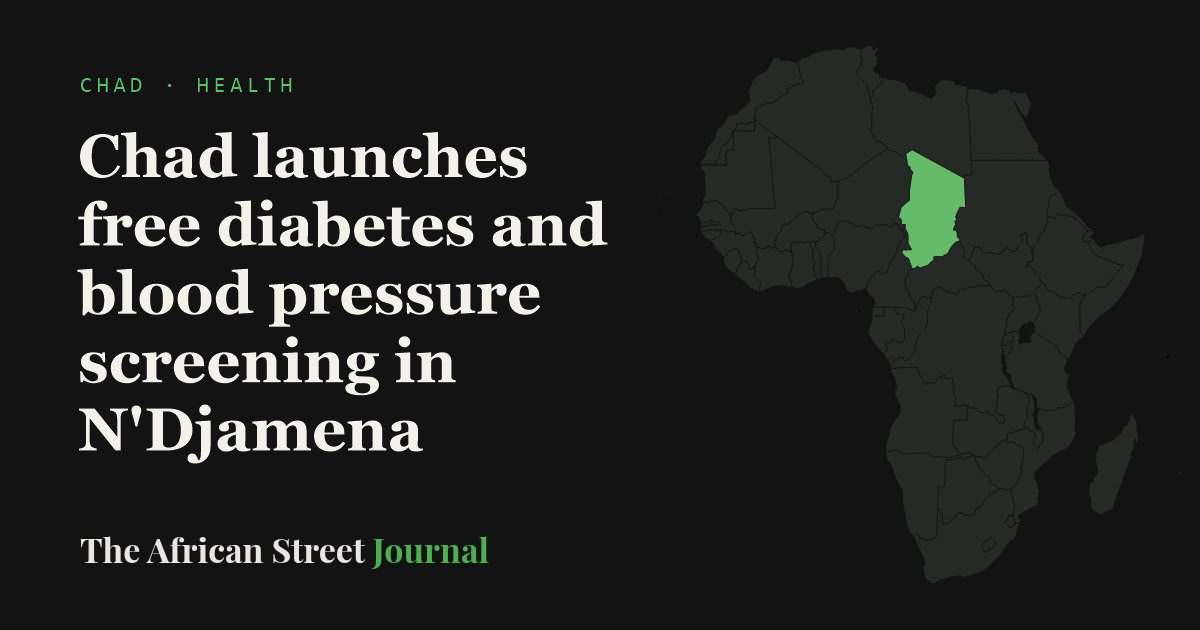 CHAD · HEALTH
Chad launches
free diabetes and
blood pressure
screening in
N'Djamena
The African Street Journal